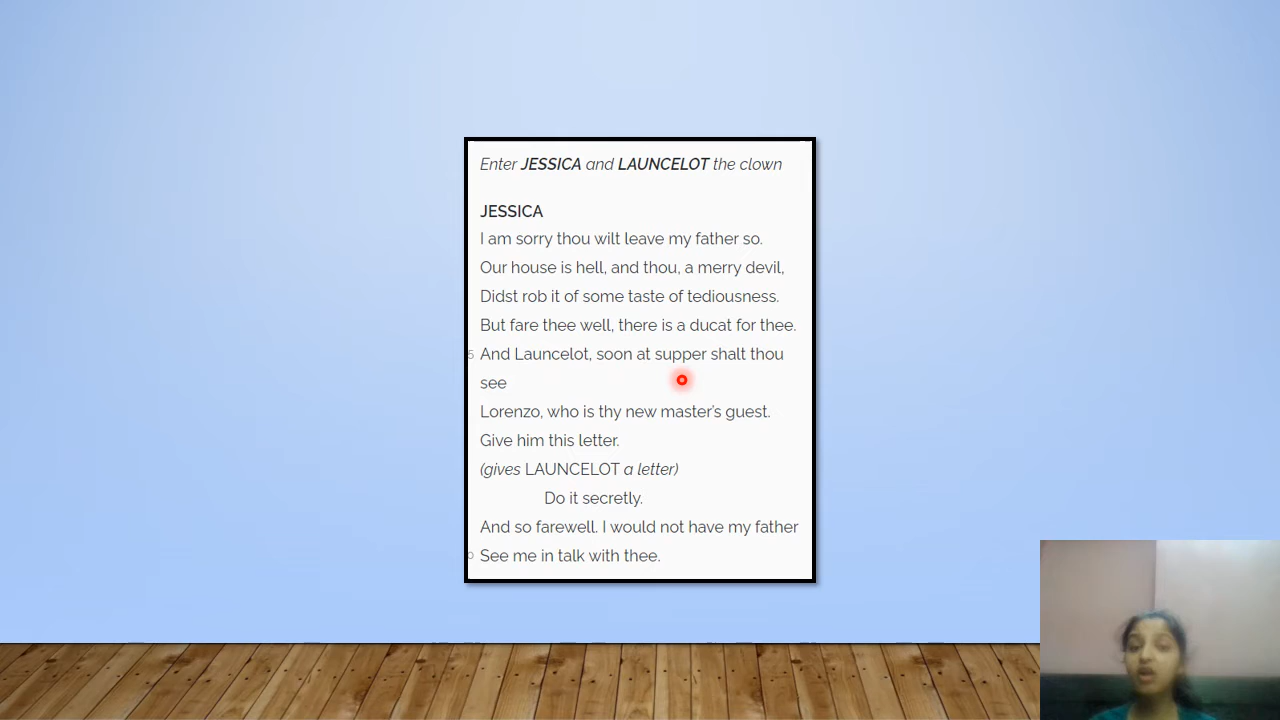 Enter JESSICA and LAUNCELOT the clown
JESSICA
I am sorry thou wilt leave my father so.
Our house is hell, and thou, a merry devil,
Didst rob it of some taste of tediousness.
But fare thee well, there is a ducat for thee.
5 And Launcelot, soon at supper shalt thou
see
Lorenzo, who is thy new master’s guest.
Give him this letter.
(gives LAUNCELOT a letter)
Do it secretly.
And so farewell. I would not have my father
See me in talk with thee.